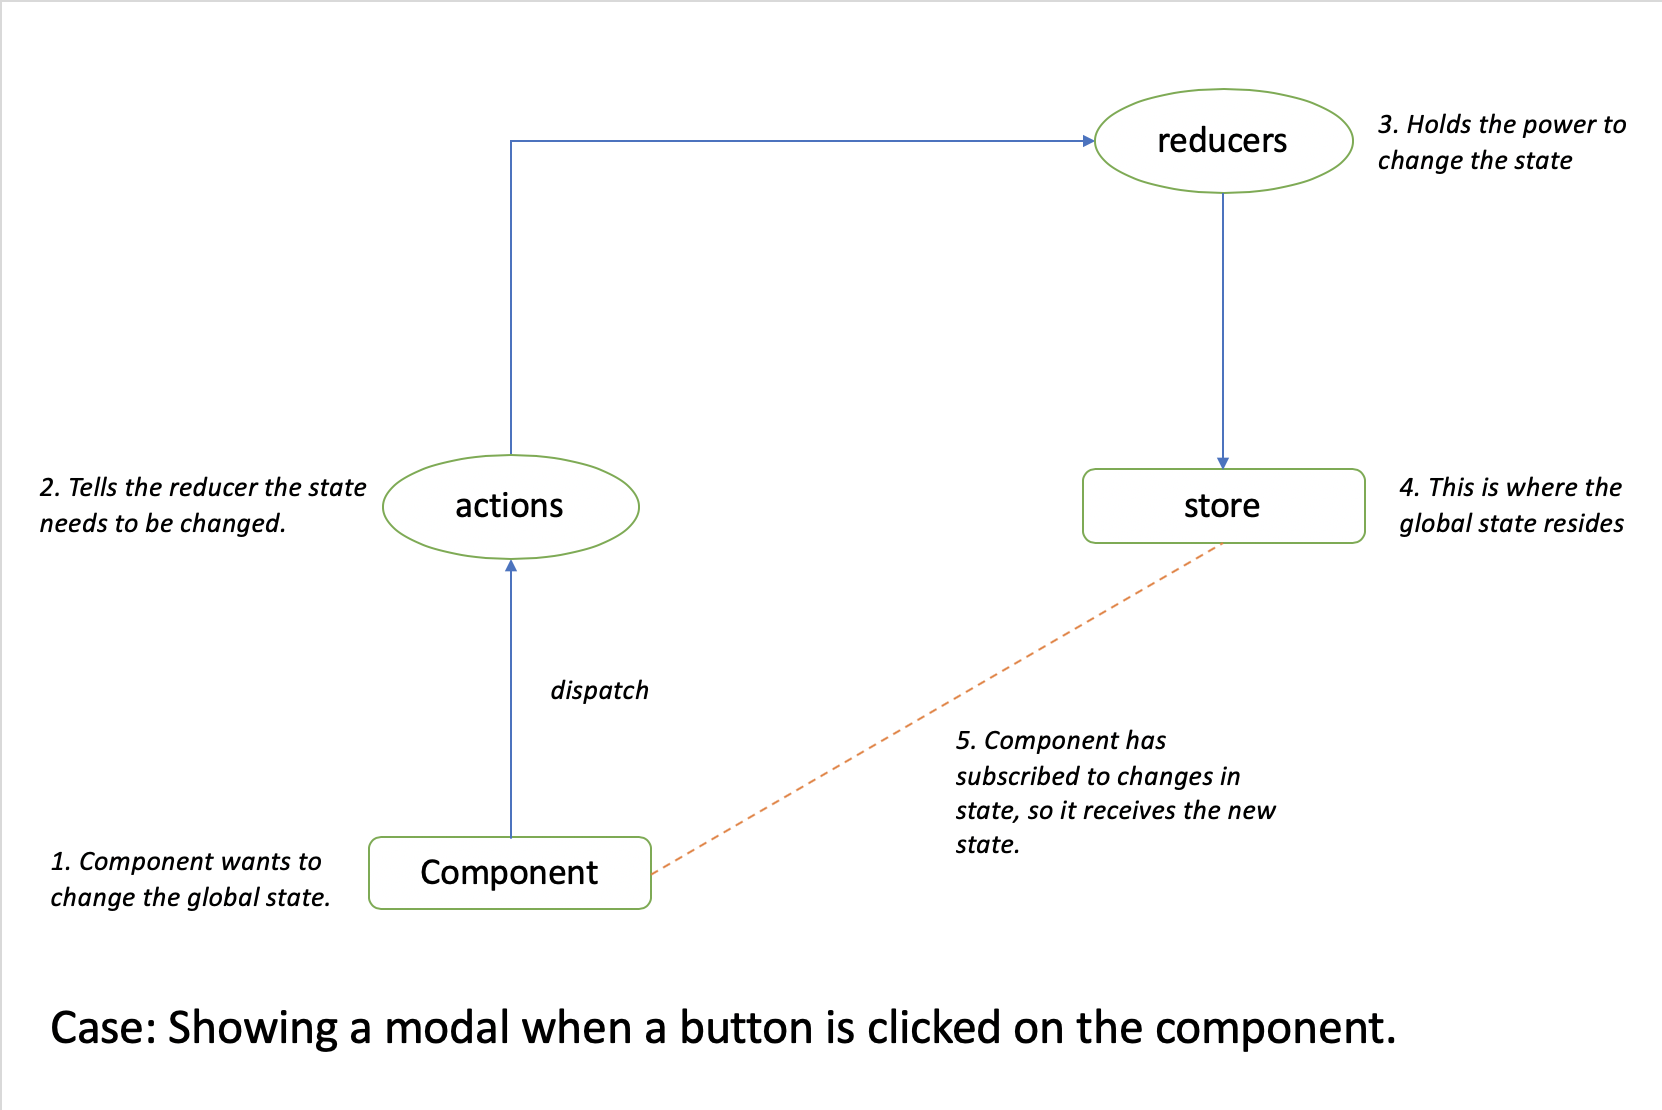 reducers
3. Holds the power to
change the state
2. Tells the reducer the state
needs to be changed.
actions
store
4. This is where the
global state resides
dispatch
5. Component has
subscribed to changes in
state, so it receives the new
state.
1. Component wants to
change the global state.
Component
Case: Showing a modal when a button is clicked on the component.